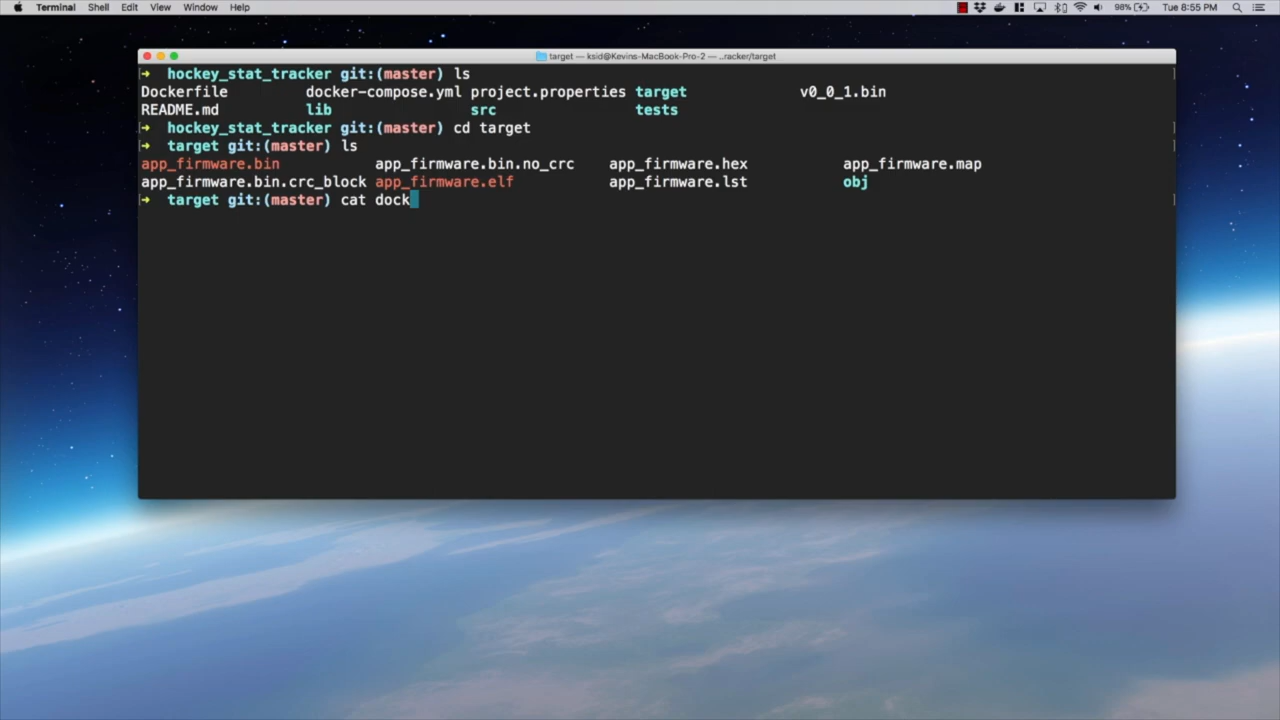 Terminal Shell Edit View Window Help 98% Tue 8:55 PM
target — ksid@Kevins-MacBook-Pro-2 — ..racker/target
➜ hockey_stat_tracker git:(master) ls
Dockerfile docker-compose.yml project.properties target v0_0_1.bin
README.md lib src tests
➜ hockey_stat_tracker git:(master) cd target
➜ target git:(master) ls
app_firmware.bin app_firmware.bin.no_crc app_firmware.hex app_firmware.map
app_firmware.bin.crc_block app_firmware.elf app_firmware.lst obj
➜ target git:(master) cat dock